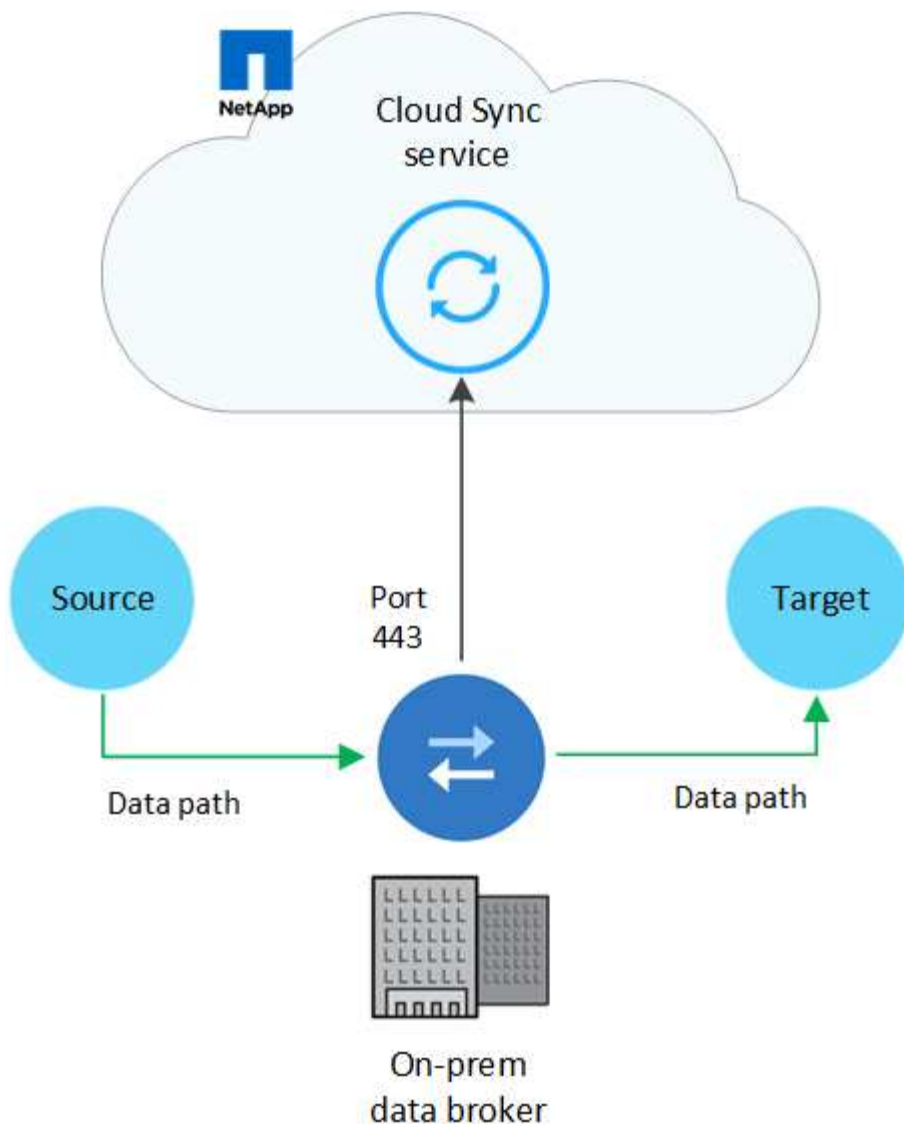 NetApp
Cloud Sync
service
Source
Port
443
Target
Data path
Data path
On-prem
data broker